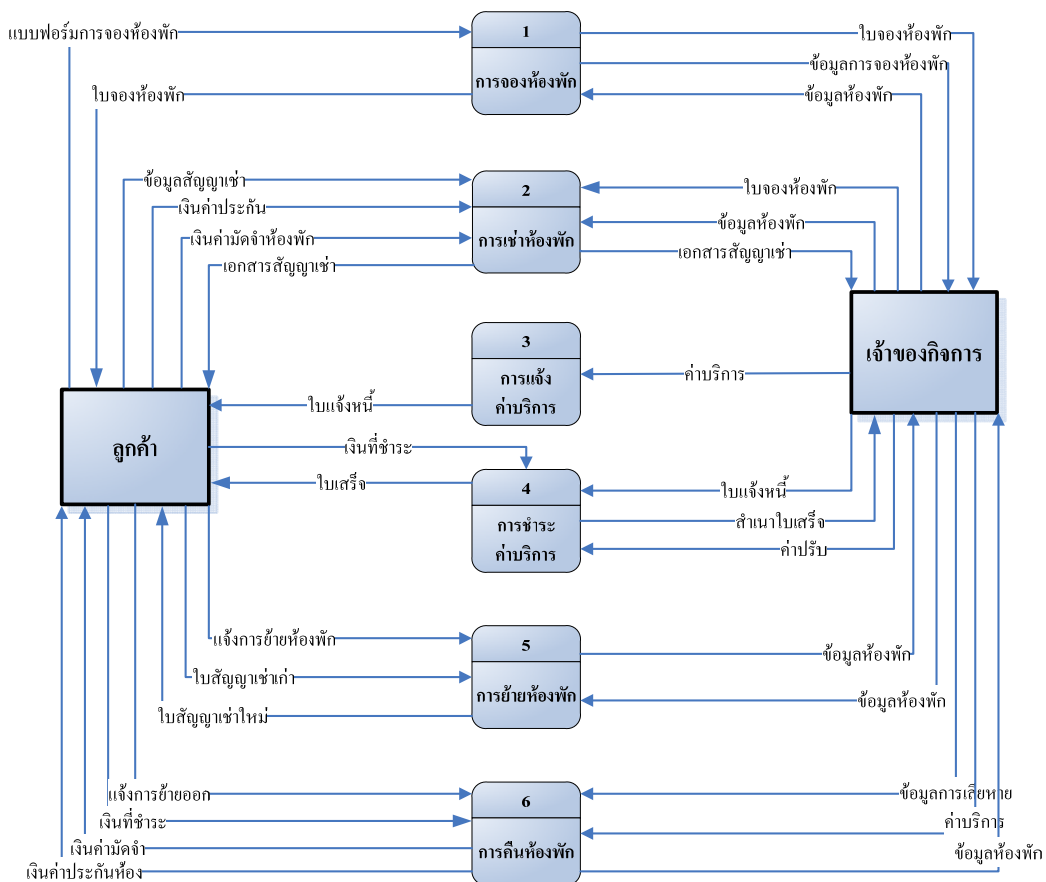 แบบฟอร์มการจองห้องพัก
1
ใบจองห้องพัก
ข้อมูลการจองห้องพัก
การจองห้องพัก
ใบจองห้องพัก
ข้อมูลห้องพัก
ข้อมูลสัญญาเช่า
2
ใบจองห้องพัก
เงินค่าประกัน
ข้อมูลห้องพัก
เงินค่ามัดจำห้องพัก
การเช่าห้องพัก
เอกสารสัญญาเช่า
เอกสารสัญญาเช่า
3
เจ้าของกิจการ
การแจ้ง
ค่าบริการ
ค่าบริการ
ใบแจ้งหนี้
ลูกค้า
เงินที่ชำระ
ใบเสร็จ
4
ใบแจ้งหนี้
การชำระ
ค่าบริการ
สำเนาใบเสร็จ
ค่าปรับ
แจ้งการย้ายห้องพัก
5
ข้อมูลห้องพัก
ใบสัญญาเช่าเก่า
การย้ายห้องพัก
ข้อมูลห้องพัก
ใบสัญญาเช่าใหม่
แจ้งการย้ายออก
6
ข้อมูลการเสียหาย
เงินที่ชำระ
ค่าบริการ
เงินค่ามัดจำ
การคืนห้องพัก
ข้อมูลห้องพัก
เงินค่าประกันห้อง